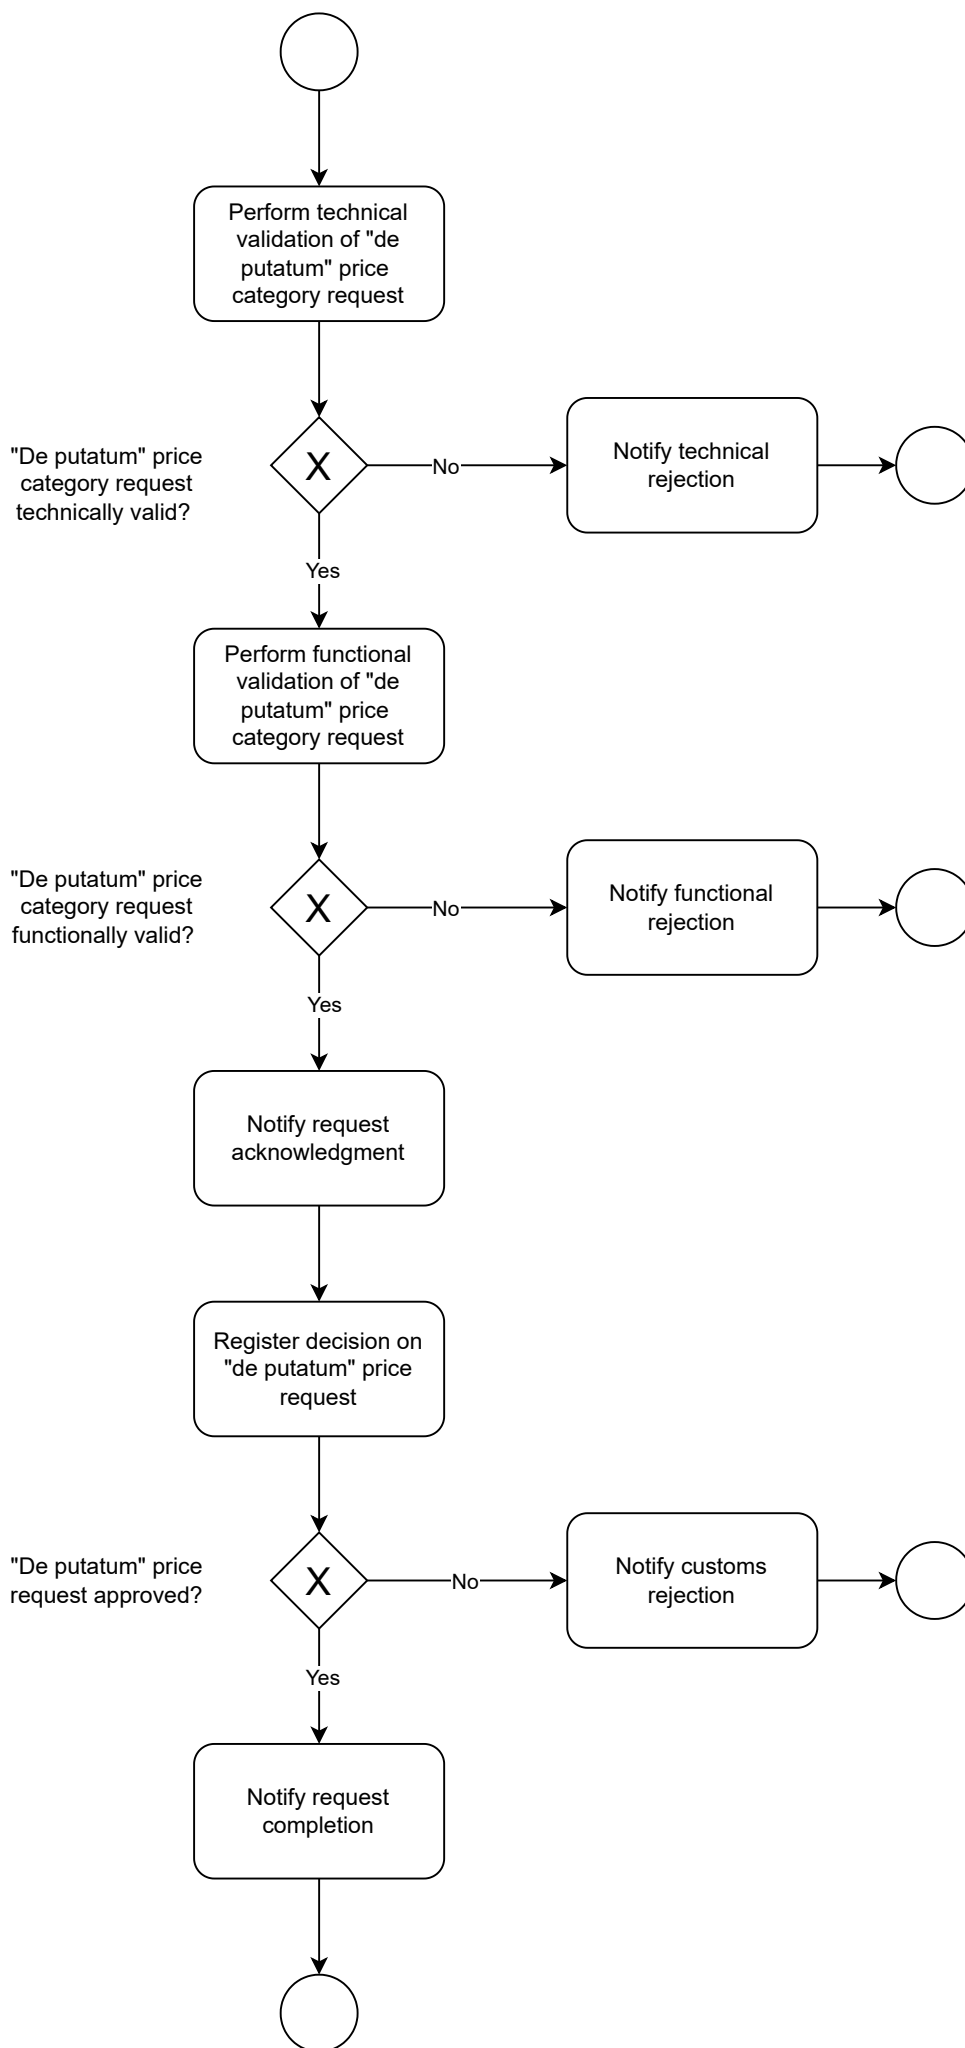 Perform technical
validation of "de
putatum" price
category request
"De putatum" price
category request
technically valid?
X
No
Notify technical
rejection
Yes
Perform functional
validation of "de
putatum" price
category request
"De putatum" price
category request
functionally valid?
X
No
Notify functional
rejection
Yes
Notify request
acknowledgment
Register decision on
"de putatum" price
request
"De putatum" price
request approved?
X
No
Notify customs
rejection
Yes
Notify request
completion